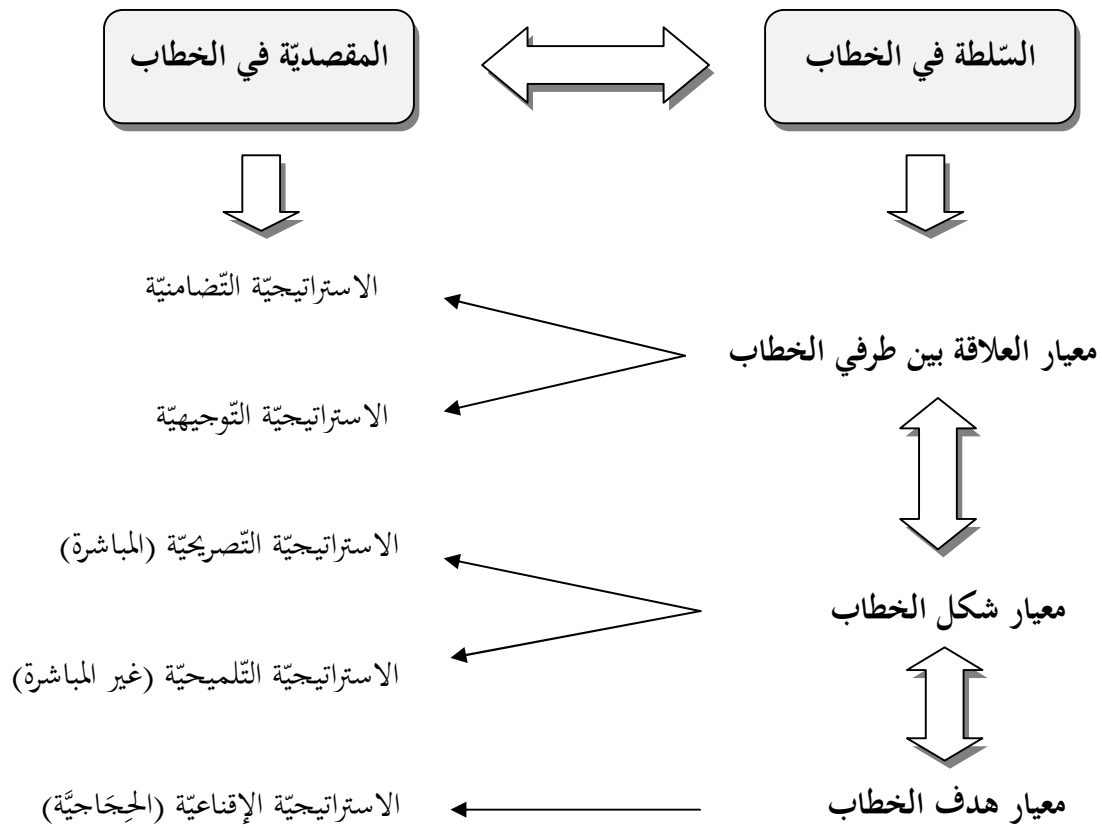 السّلطة في الخطاب
المقصديّة في الخطاب
الاستراتيجيّة التّضامنيّة
معيار العلاقة بين طرفي الخطاب
الاستراتيجيّة التّوجيهيّة
الاستراتيجيّة التّصريحيّة (المباشرة)
معيار شكل الخطاب
الاستراتيجيّة التّلميحيّة (غير المباشرة)
معيار هدف الخطاب
الاستراتيجيّة الإقناعيّة (الحِجَاجيَّة)